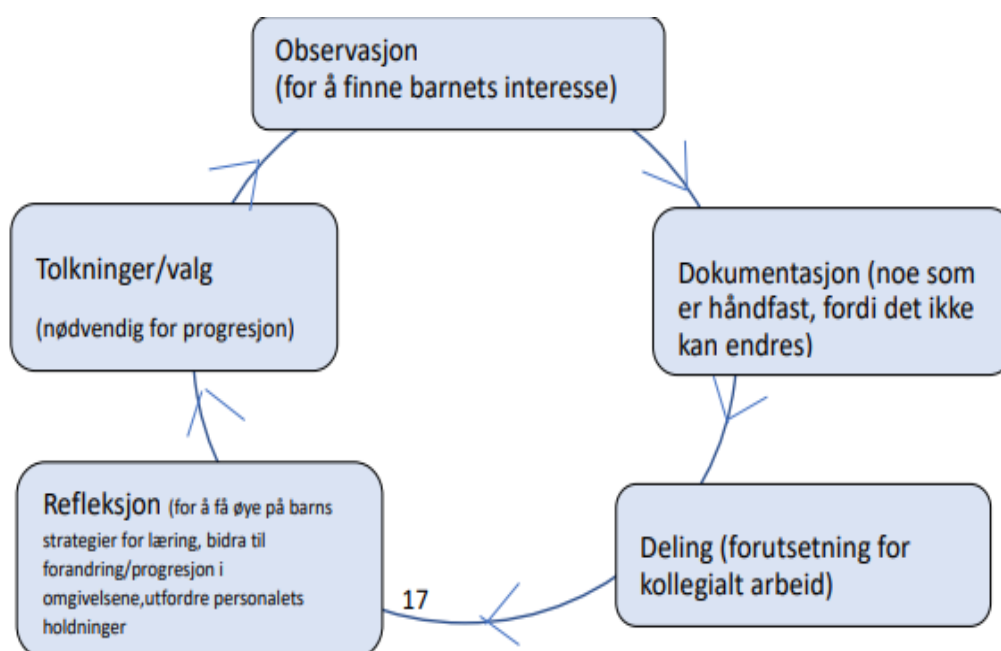 Observasjon
(for å finne barnets interesse)
Tolkninger/valg
(nødvendig for progresjon)
Dokumentasjon (noe som
er håndfast, fordi det ikke
kan endres)
Refleksjon (for å få øye på barns
strategier for læring, bidra til
forandring/progresjon i
omgivelsene,utfordre personalets
holdninger
17
Deling (forutsetning for
kollegialt arbeid)